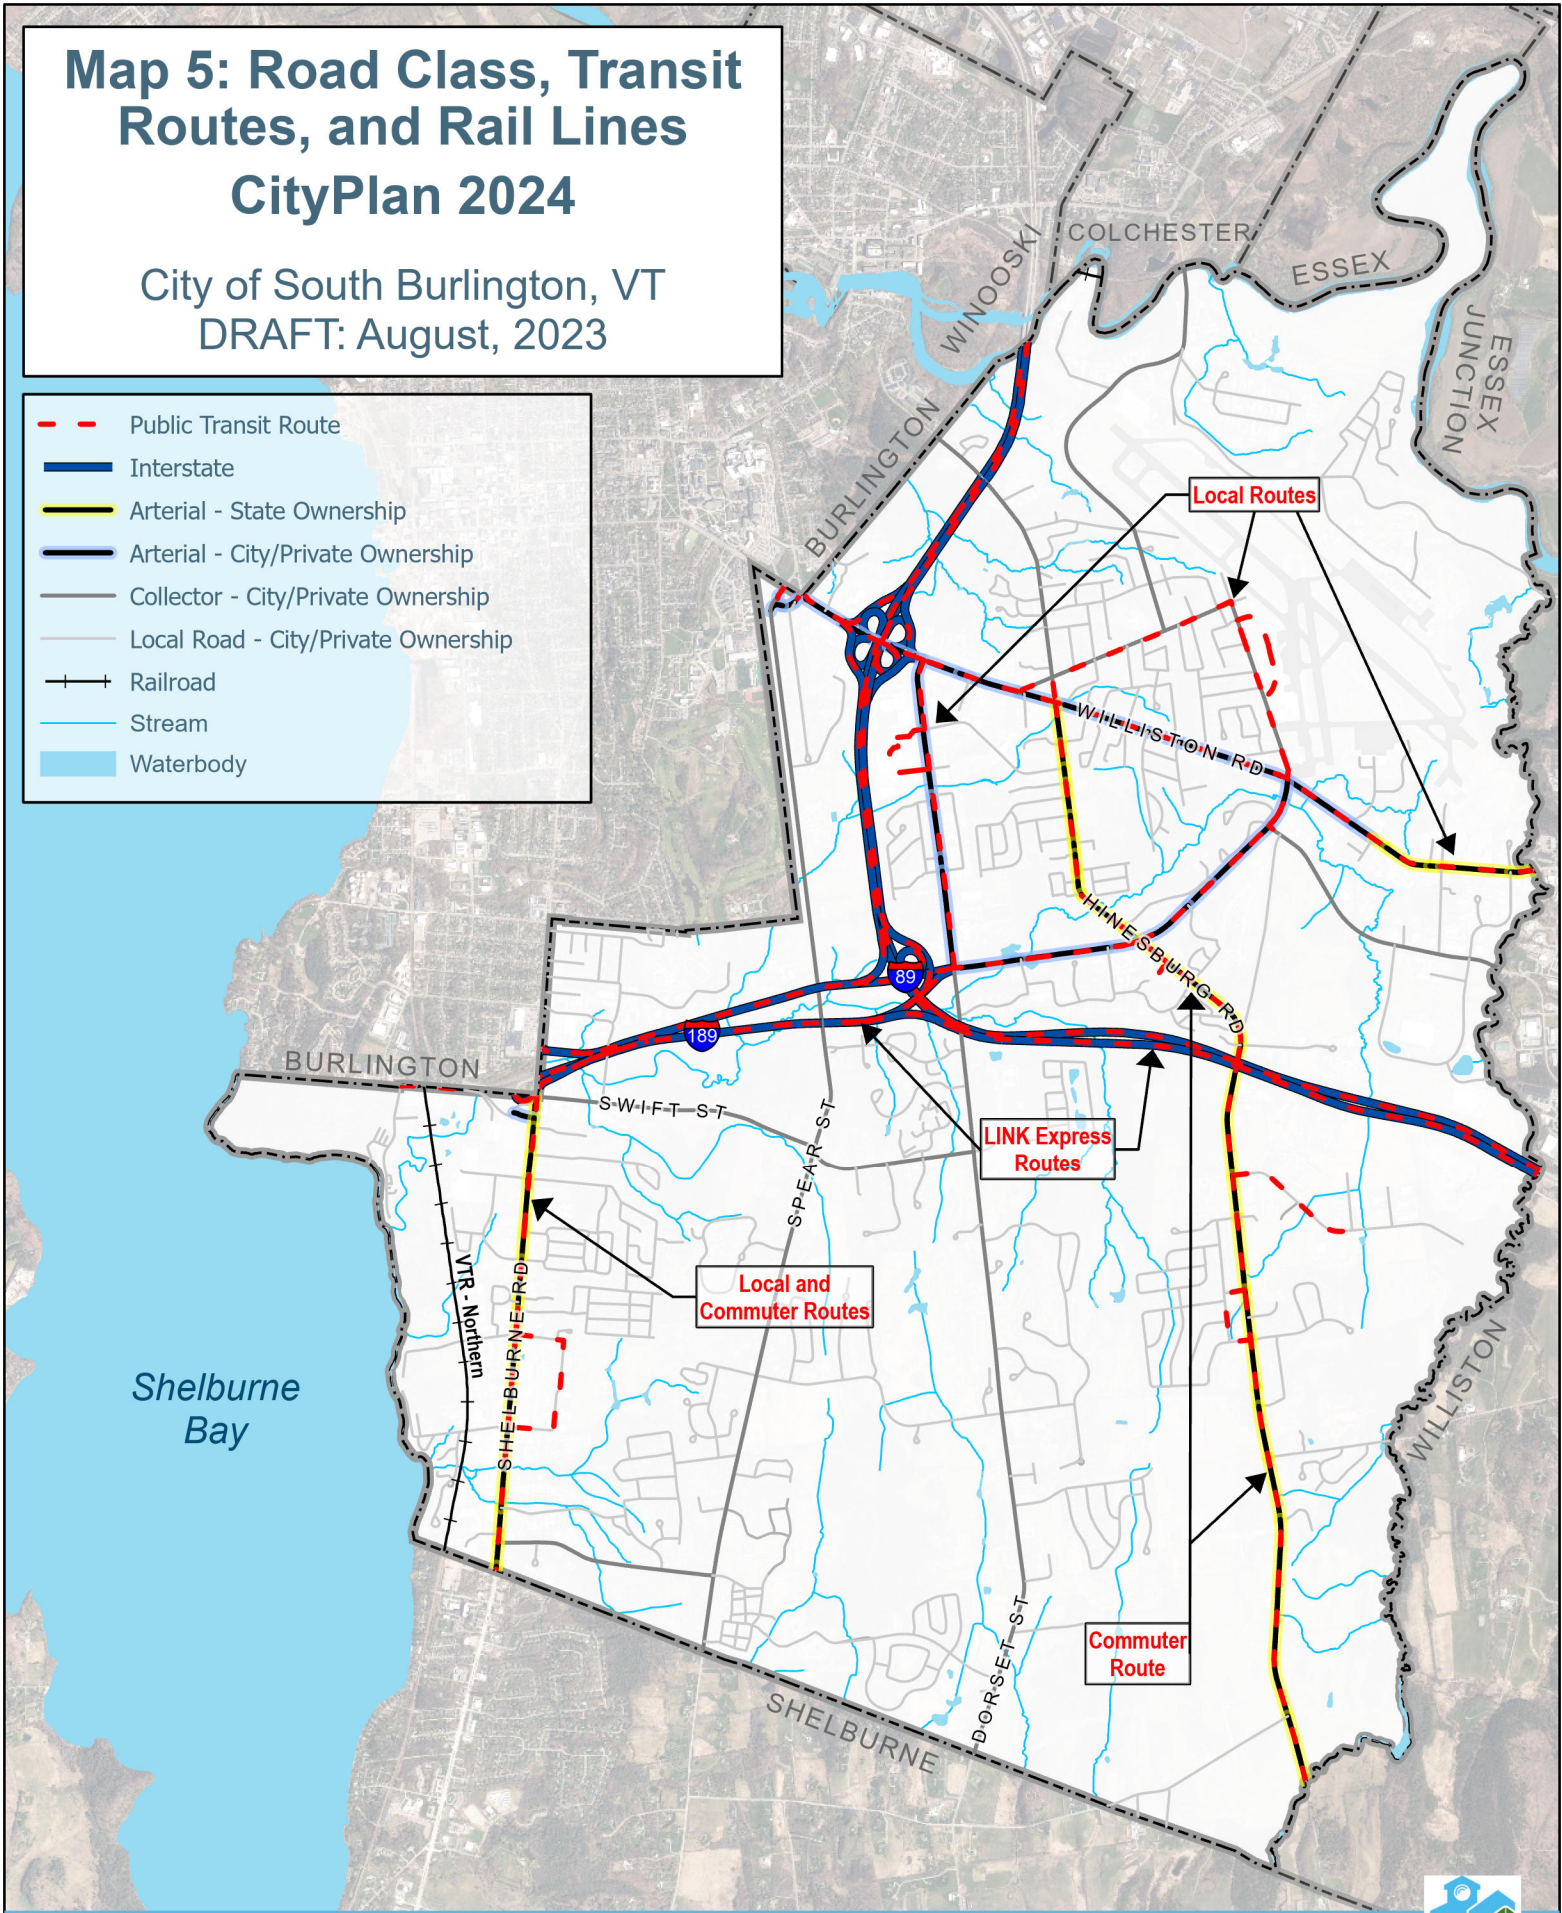 Map 5: Road Class, Transit
Routes, and Rail Lines
CityPlan 2024
City of South Burlington, VT
DRAFT: August, 2023
Public Transit Route
Interstate
Arterial - State Ownership
Arterial - City/Private Ownership
Collector - City/Private Ownership
Local Road - City/Private Ownership
Railroad
Stream
Waterbody
WINOOSKI
COLCHESTER
ESSEX
ESSEX
JUNCTION
BURLINGTON
Local Routes
WILLISTON RD
HINESBURG RD
89
189
BURLINGTON
SWIFT ST
SPEAR ST
LINK Express
Routes
Local and
Commuter Routes
VTR - Northern
SHELBURNE RD
Shelburne
Bay
WILLISTON
DORSET ST
Commuter
Route
SHELBURNE